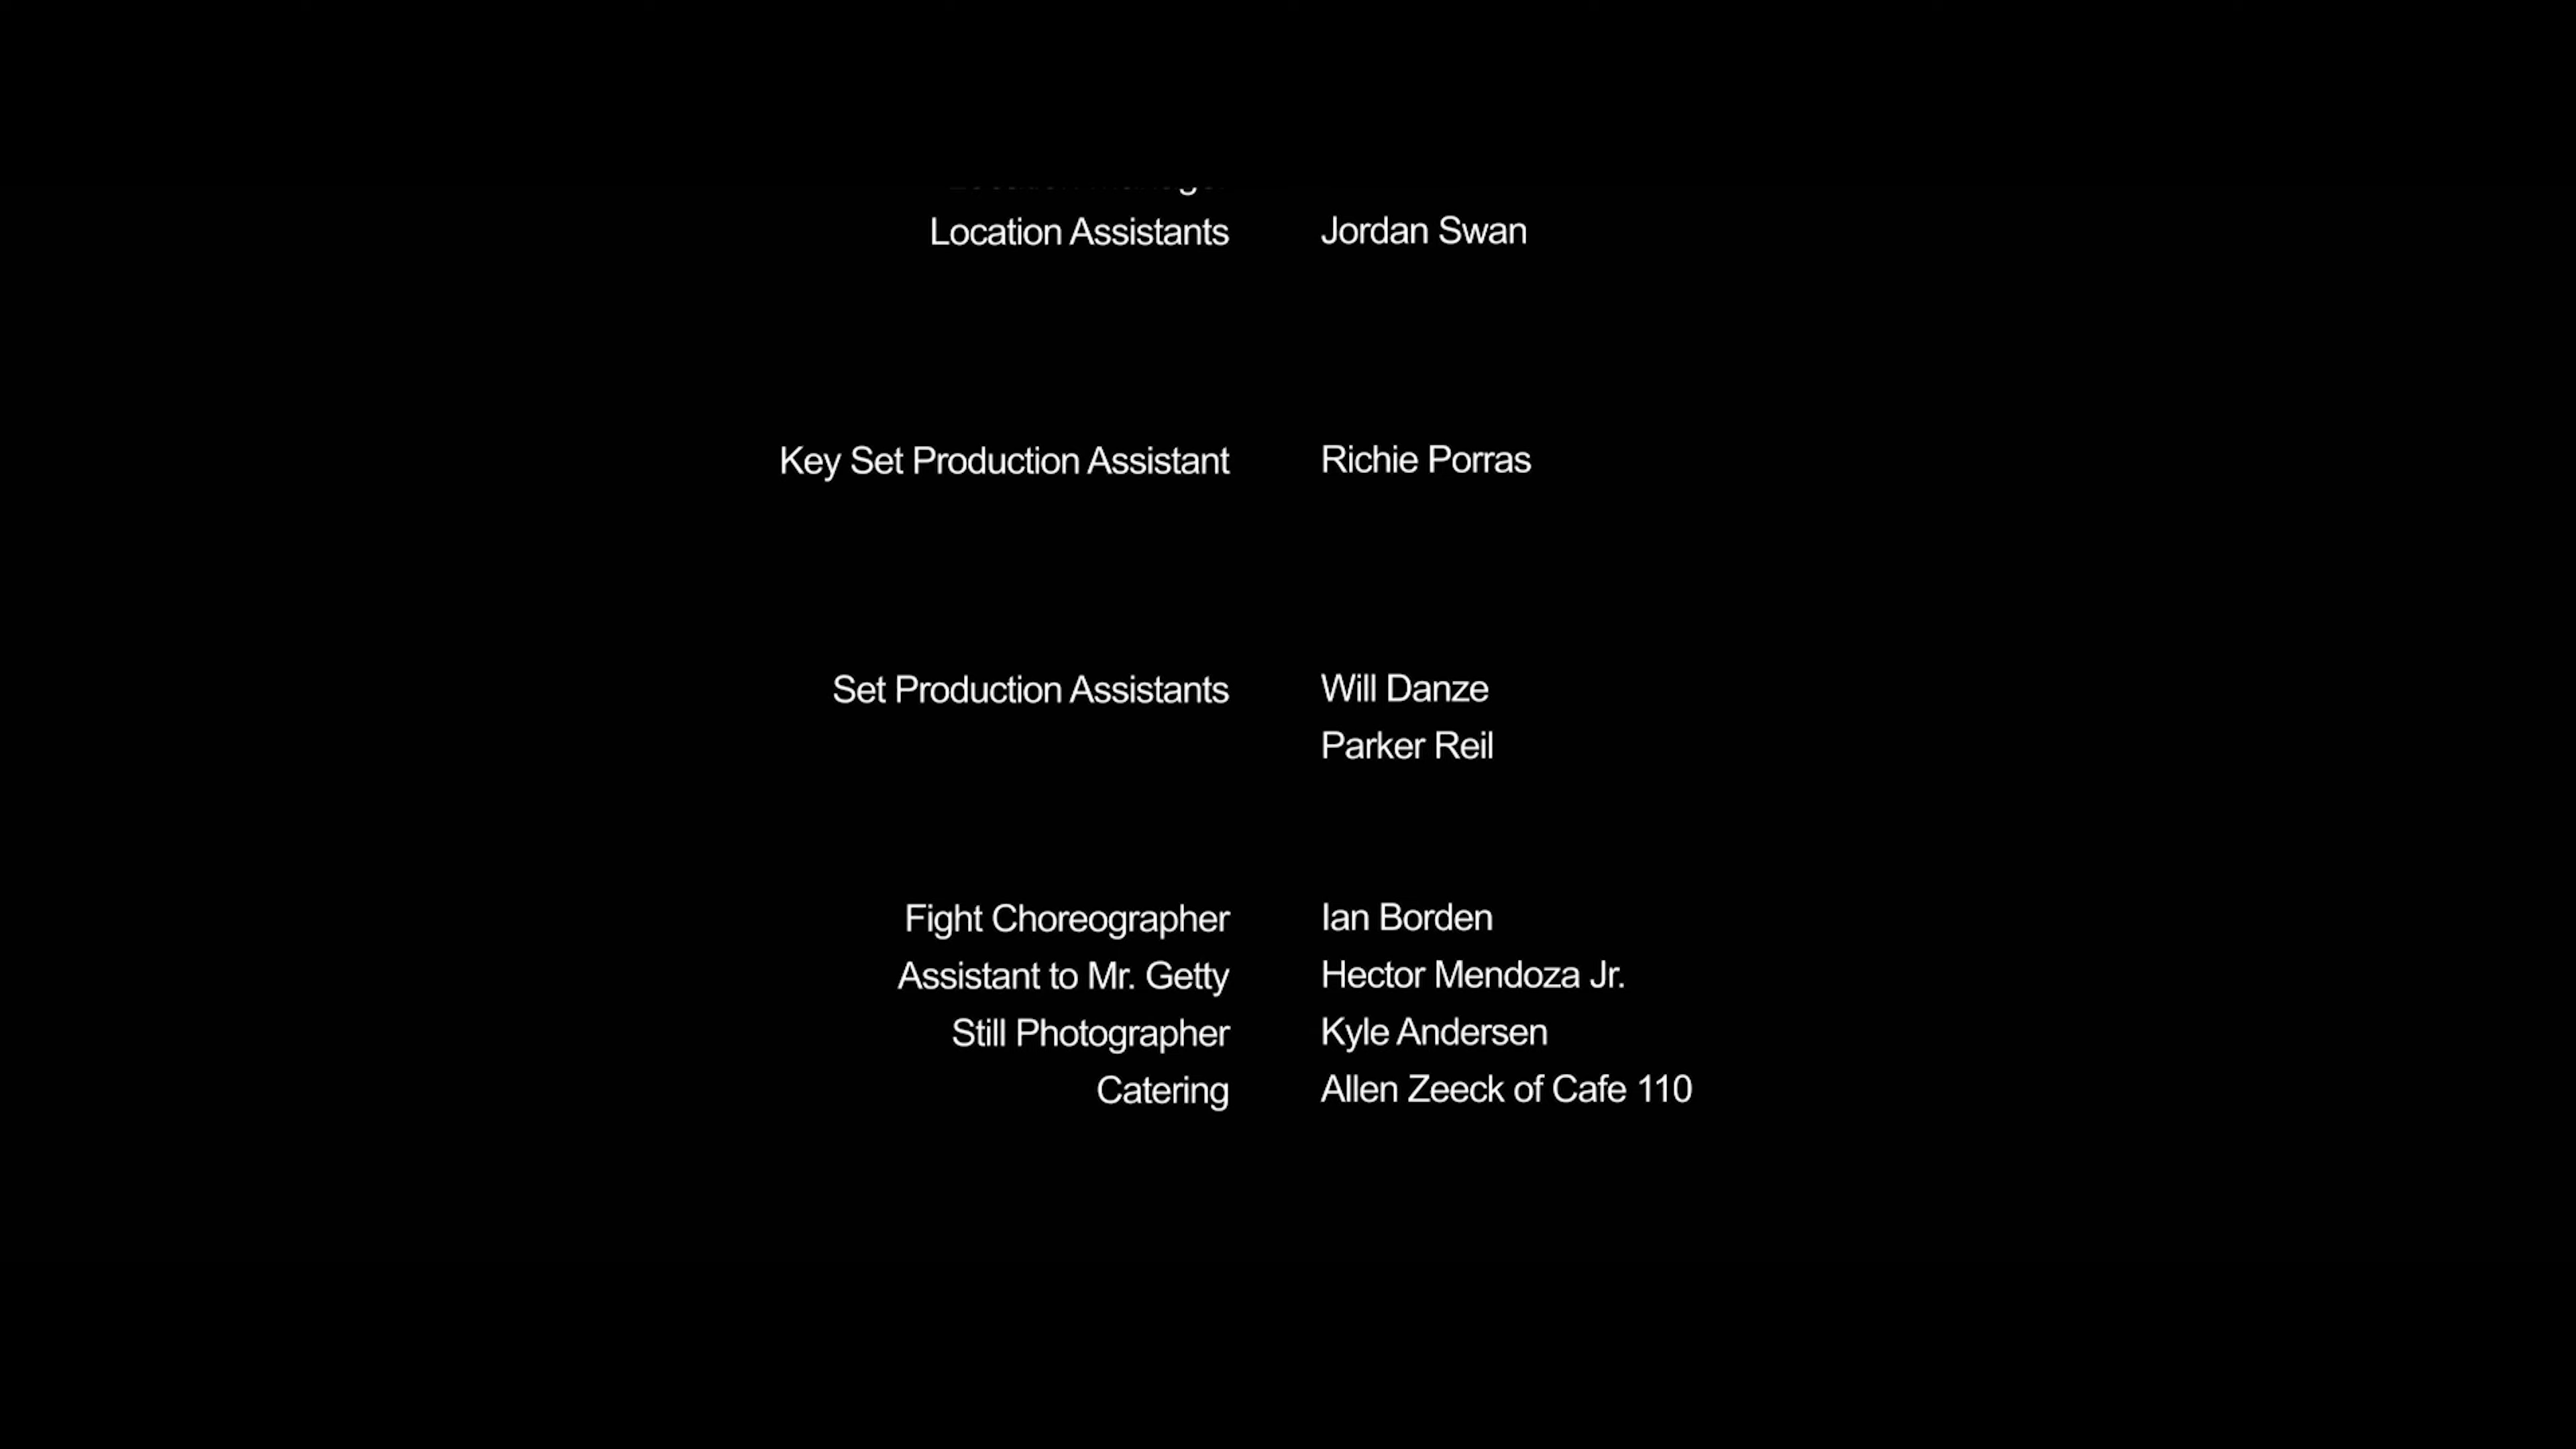 Location Assistants Jordan Swan
Key Set Production Assistant Richie Porras
Set Production Assistants Will Danze
Parker Reil
Fight Choreographer Ian Borden
Assistant to Mr. Getty Hector Mendoza Jr.
Still Photographer Kyle Andersen
Catering Allen Zeeck of Cafe 110